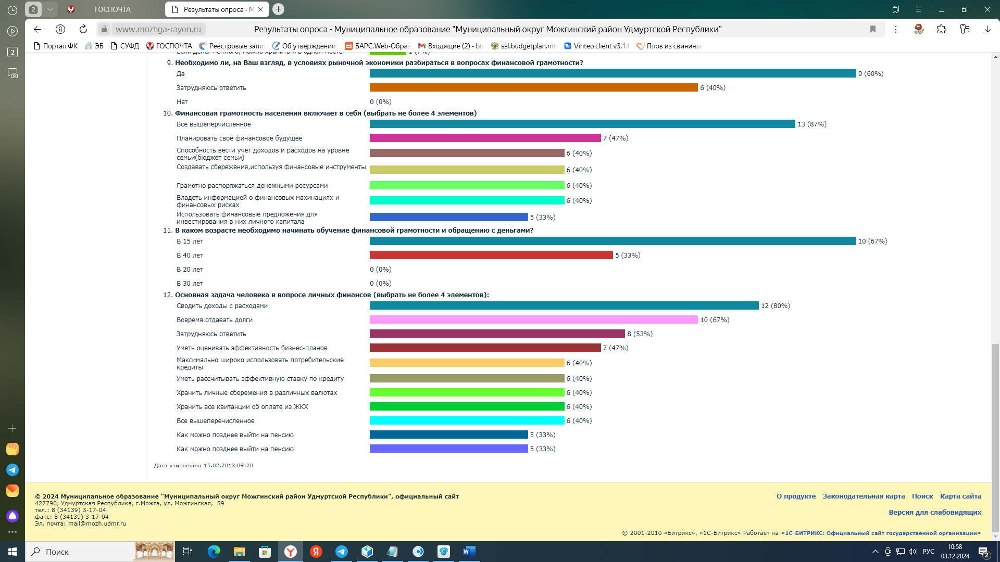 2
ГОСПОЧТА
Результаты опроса - М
www.mozhga-rayon.ru
Результаты опроса - Муниципальное образование "Муниципальный округ Можгинский район Удмуртской Республики"
Портал ФК
ЭБ
СУФД
ГОСПОЧТА
Реестровые запи
Об утверждении
БАРС.Web-Образ
Входящие (2) - bu
ssl.budgetplan.mi
Vinteo client v3.14
Плов из свинины
2
Если денег немного, можно хранить и в одном месте 1 (7%)
9. Необходимо ли, на Ваш взгляд, в условиях рыночной экономики разбираться в вопросах финансовой грамотности?
Да 9 (60%)
Затрудняюсь ответить 6 (40%)
Нет 0 (0%)
10. Финансовая грамотность населения включает в себя (выбрать не более 4 элементов)
Все вышеперчисленное 13 (87%)
Планировать свое финансовое будущее 7 (47%)
Способность вести учет доходов и расходов на уровне
семьи(бюджет семьи) 6 (40%)
Создавать сбережения,используя финансовые инструменты 6 (40%)
Грамотно распоряжаться денежными ресурсами 6 (40%)
Владеть информацией о финансовых махинациях и
финансовых рисках 6 (40%)
Использовать финансовые предложения для
инвестирования в них личного капитала 5 (33%)
11. В каком возрасте необходимо начинать обучение финансовой грамотности и обращению с деньгами?
В 15 лет 10 (67%)
В 40 лет 5 (33%)
В 20 лет 0 (0%)
В 30 лет 0 (0%)
12. Основная задача человека в вопросе личных финансов (выбрать не более 4 элементов):
Сводить доходы с расходами 12 (80%)
Вовремя отдавать долги 10 (67%)
Затрудняюсь ответить 8 (53%)
Уметь оценивать эффективность бизнес-планов 7 (47%)
Максимально широко использовать потребительские
кредиты 6 (40%)
Уметь рассчитывать эффективную ставку по кредиту 6 (40%)
Хранить личные сбережения в различных валютах 6 (40%)
Хранить все квитанции об оплате из ЖКХ 6 (40%)
Все вышеперечисленное 6 (40%)
Как можно позднее выйти на пенсию 5 (33%)
Как можно позднее выйти на пенсию 5 (33%)
Дата изменения: 15.02.2013 09:20
© 2024 Муниципальное образование "Муниципальный округ Можгинский район Удмуртской Республики", официальный сайт
427790, Удмуртская Республика, г.Можга, ул. Можгинская, 59
тел.: 8 (34139) 3-17-04
факс: 8 (34139) 3-17-04
Эл. почта: mail@mozh.udmr.ru
О продукте Законодательная карта Поиск Карта сайта
Версия для слабовидящих
© 2001-2010 «Битрикс», «1С-Битрикс» Работает на «1С-БИТРИКС: Официальный сайт государственной организации»
Поиск
РУС
10:58
03.12.2024
2